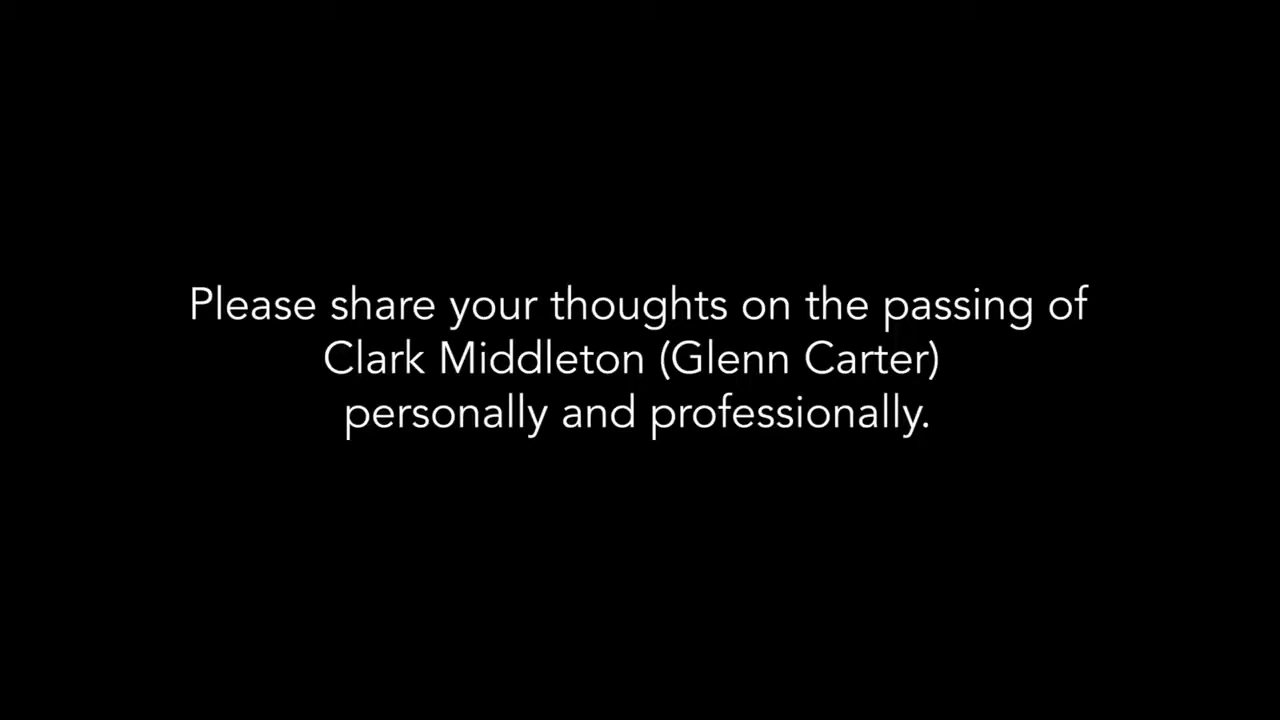 Please share your thoughts on the passing of
Clark Middleton (Glenn Carter)
personally and professionally.